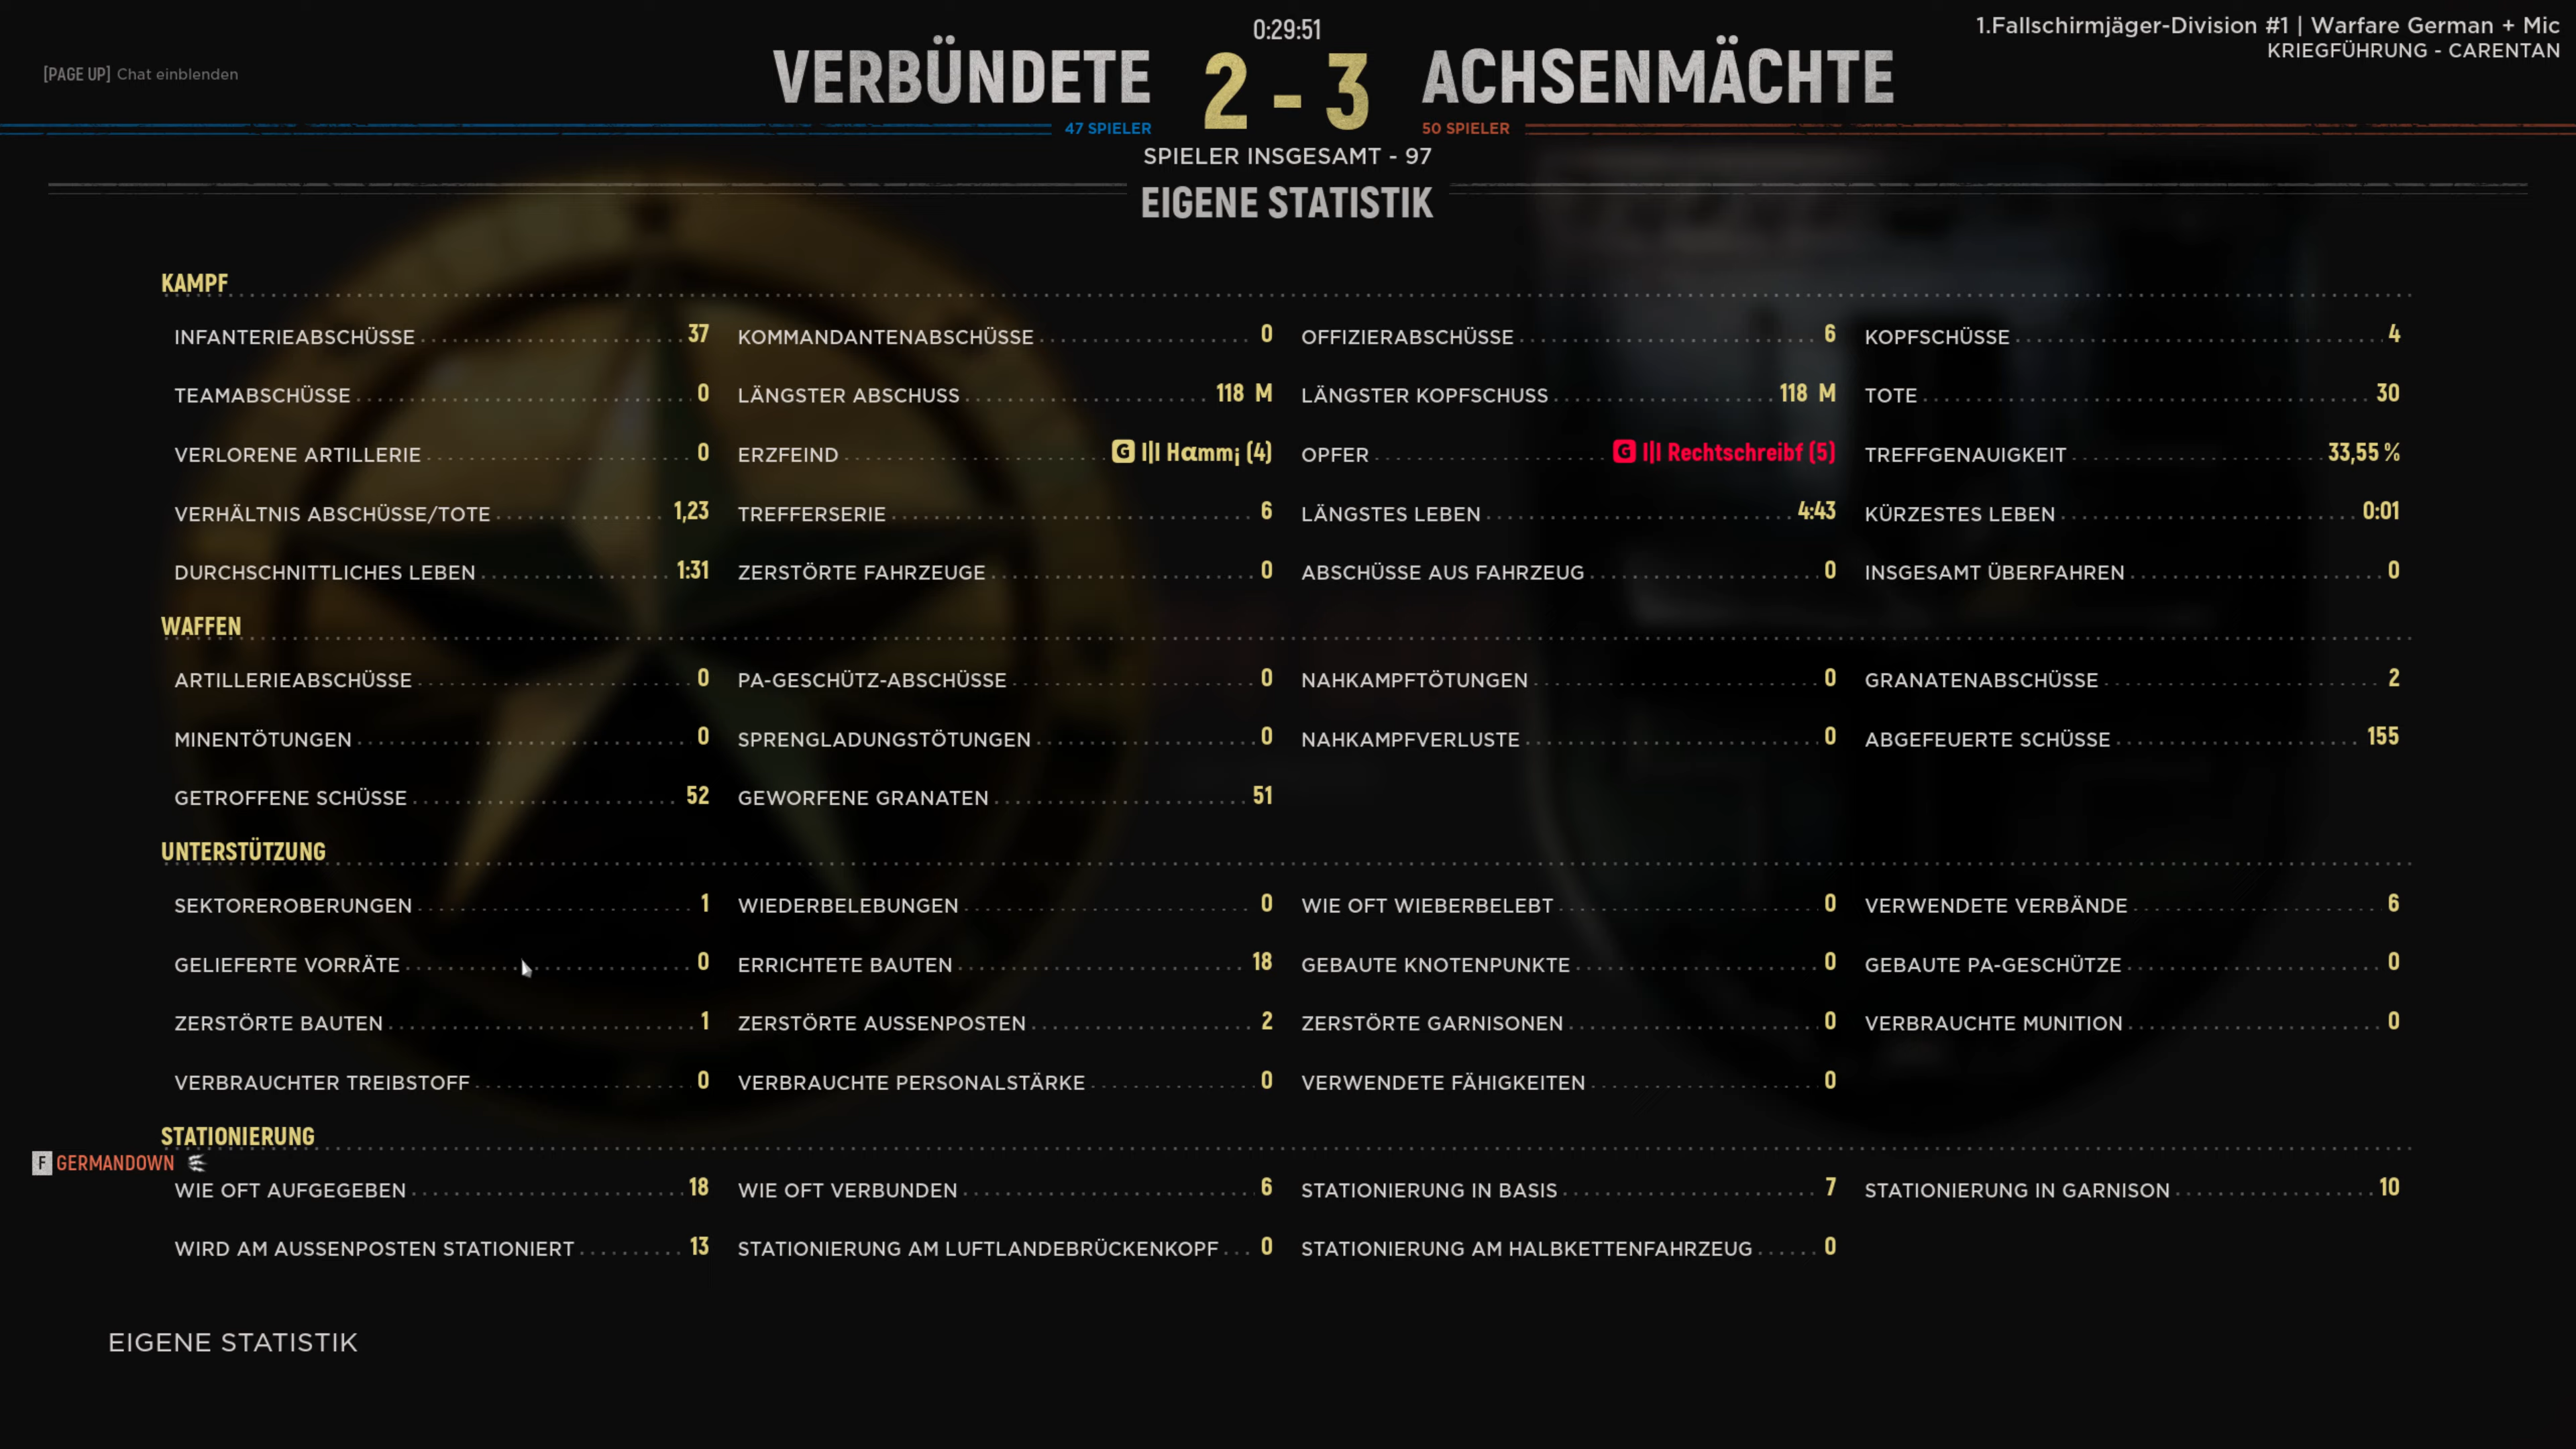 0:29:51
1.Fallschirmjäger-Division #1 | Warfare German + Mic
KRIEGFÜHRUNG - CARENTAN
[PAGE UP] Chat einblenden
VERBÜNDETE 2 - 3 ACHSENMÄCHTE
47 SPIELER 50 SPIELER
SPIELER INSGESAMT - 97
EIGENE STATISTIK
KAMPF
INFANTERIEABSCHÜSSE 37 KOMMANDANTENABSCHÜSSE 0 OFFIZIERABSCHÜSSE 6 KOPFSCHÜSSE 4
TEAMABSCHÜSSE 0 LÄNGSTER ABSCHUSS 118 M LÄNGSTER KOPFSCHUSS 118 M TOTE 30
VERLORENE ARTILLERIE 0 ERZFEIND G I|I Hαmm¡ (4) OPFER G I|I Rechtschreibf (5) TREFFGENAUIGKEIT 33,55 %
VERHÄLTNIS ABSCHÜSSE/TOTE 1,23 TREFFERSERIE 6 LÄNGSTES LEBEN 4:43 KÜRZESTES LEBEN 0:01
DURCHSCHNITTLICHES LEBEN 1:31 ZERSTÖRTE FAHRZEUGE 0 ABSCHÜSSE AUS FAHRZEUG 0 INSGESAMT ÜBERFAHREN 0
WAFFEN
ARTILLERIEABSCHÜSSE 0 PA-GESCHÜTZ-ABSCHÜSSE 0 NAHKAMPFTÖTUNGEN 0 GRANATENABSCHÜSSE 2
MINENTÖTUNGEN 0 SPRENGLADUNGSTÖTUNGEN 0 NAHKAMPFVERLUSTE 0 ABGEFEUERTE SCHÜSSE 155
GETROFFENE SCHÜSSE 52 GEWORFENE GRANATEN 51
UNTERSTÜTZUNG
SEKTOREROBERUNGEN 1 WIEDERBELEBUNGEN 0 WIE OFT WIEBERBELEBT 0 VERWENDETE VERBÄNDE 6
GELIEFERTE VORRÄTE 0 ERRICHTETE BAUTEN 18 GEBAUTE KNOTENPUNKTE 0 GEBAUTE PA-GESCHÜTZE 0
ZERSTÖRTE BAUTEN 1 ZERSTÖRTE AUSSENPOSTEN 2 ZERSTÖRTE GARNISONEN 0 VERBRAUCHTE MUNITION 0
VERBRAUCHTER TREIBSTOFF 0 VERBRAUCHTE PERSONALSTÄRKE 0 VERWENDETE FÄHIGKEITEN 0
STATIONIERUNG
F GERMANDOWN
WIE OFT AUFGEGEBEN 18 WIE OFT VERBUNDEN 6 STATIONIERUNG IN BASIS 7 STATIONIERUNG IN GARNISON 10
WIRD AM AUSSENPOSTEN STATIONIERT 13 STATIONIERUNG AM LUFTLANDEBRÜCKENKOPF 0 STATIONIERUNG AM HALBKETTENFAHRZEUG 0
EIGENE STATISTIK